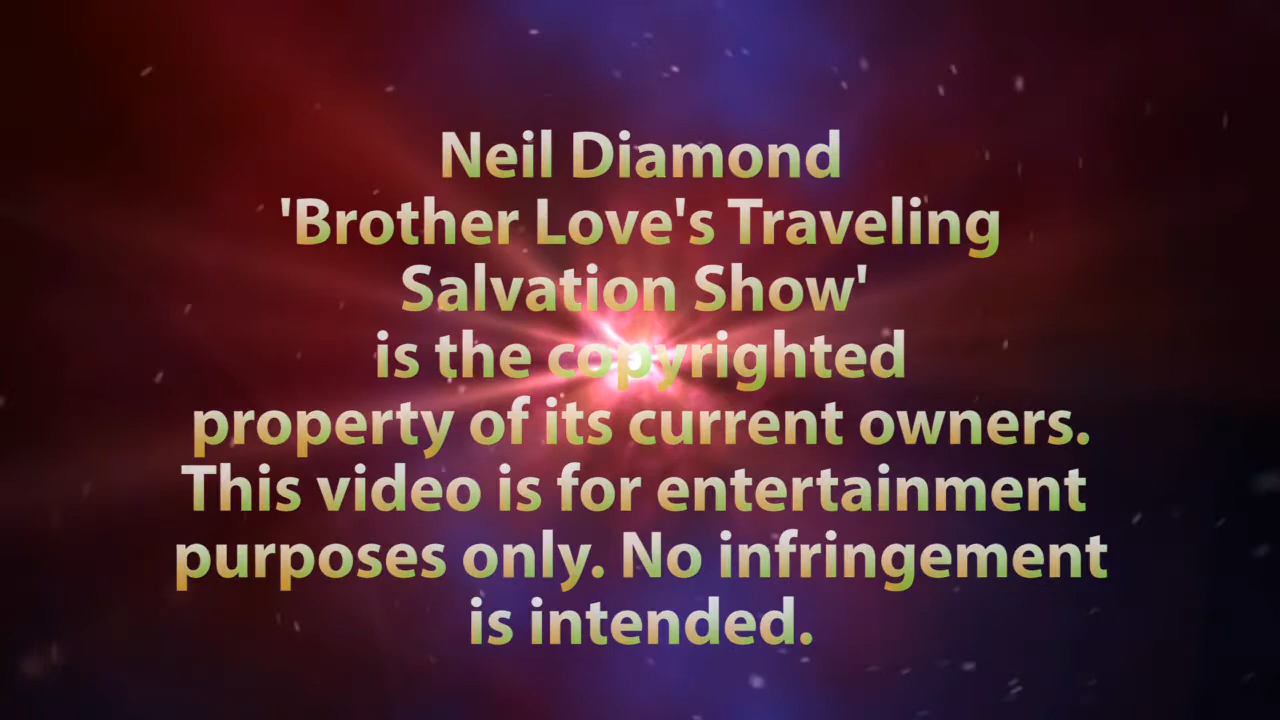 Neil Diamond
'Brother Love's Traveling
Salvation Show'
is the copyrighted
property of its current owners.
This video is for entertainment
purposes only. No infringement
is intended.